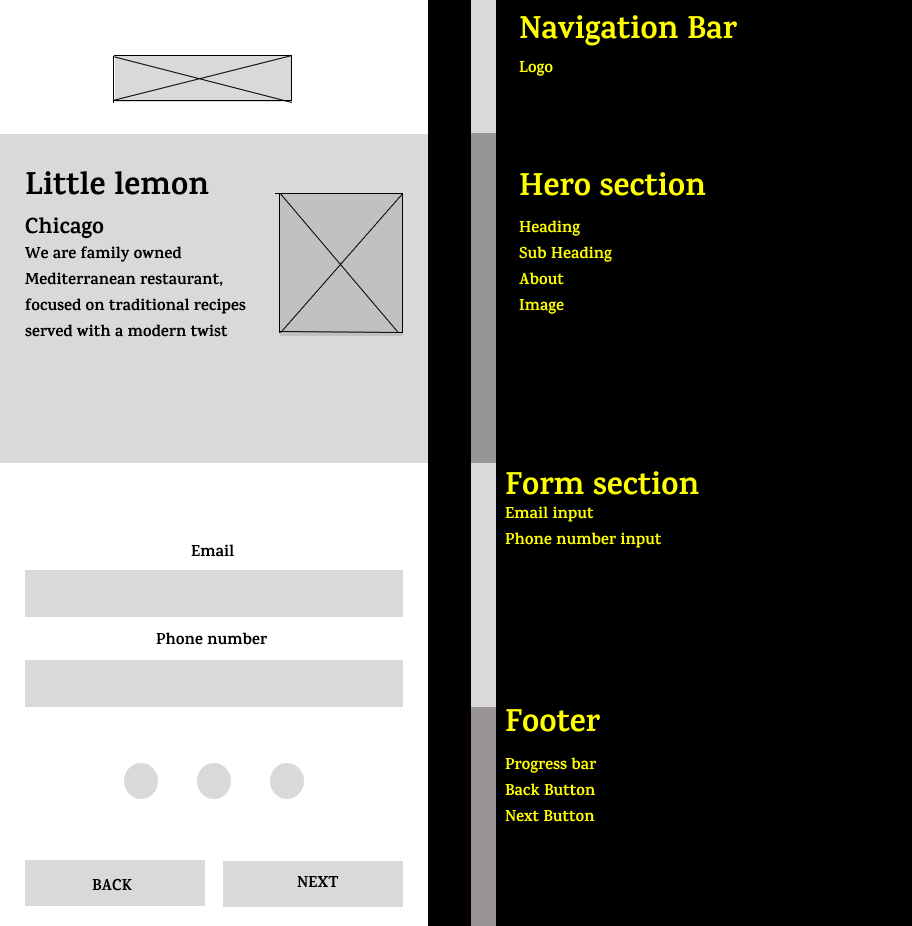 Little lemon
Chicago
We are family owned
Mediterranean restaurant,
focused on traditional recipes
served with a modern twist
Email
Phone number
BACK
NEXT
Navigation Bar
Logo
Hero section
Heading
Sub Heading
About
Image
Form section
Email input
Phone number input
Footer
Progress bar
Back Button
Next Button